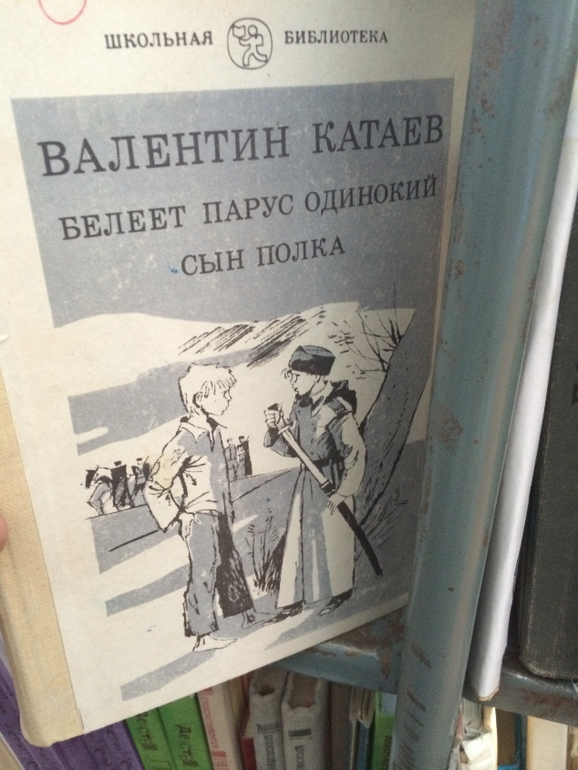 ШКОЛЬНАЯ БИБЛИОТЕКА
ВАЛЕНТИН КАТАЕВ
БЕЛЕЕТ ПАРУС ОДИНОКИЙ
СЫН ПОЛКА